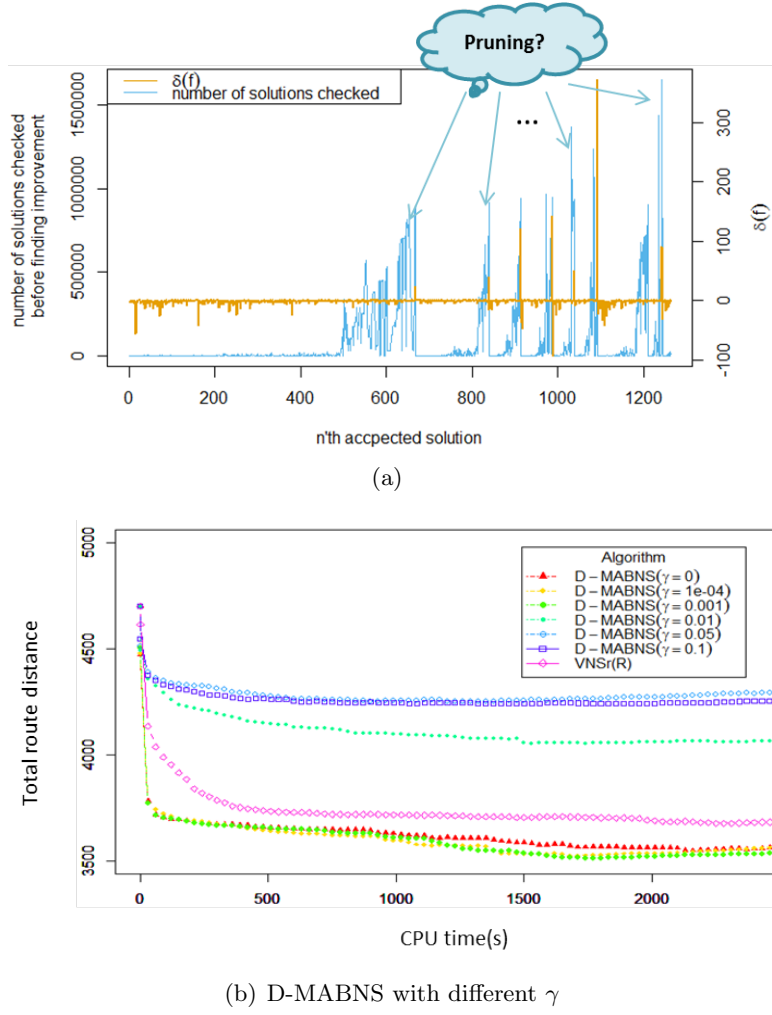 Pruning?
δ(f)
number of solutions checked
...
number of solutions checked
before finding improvement
0
500000
1000000
1500000
-100
0
100
200
300
δ(f)
0
200
400
600
800
1000
1200
n'th accpected solution
(a)
Total route distance
5000
4500
4000
3500
Algorithm
D-MABNS(γ= 0)
D-MABNS(γ= 1e-04)
D-MABNS(γ= 0.001)
D-MABNS(γ= 0.01)
D-MABNS(γ= 0.05)
D-MABNS(γ= 0.1)
VNSr(R)
0
500
1000
1500
2000
CPU time(s)
(b) D-MABNS with different γ